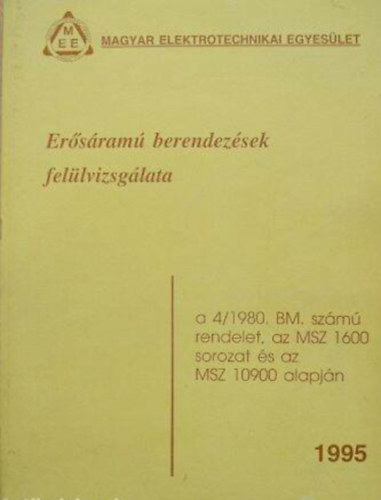 M
E E
MAGYAR ELEKTROTECHNIKAI EGYESÜLET
Erősáramú berendezések
felülvizsgálata
a 4/1980. BM. számú
rendelet, az MSZ 1600
sorozat és az
MSZ 10900 alapján
1995